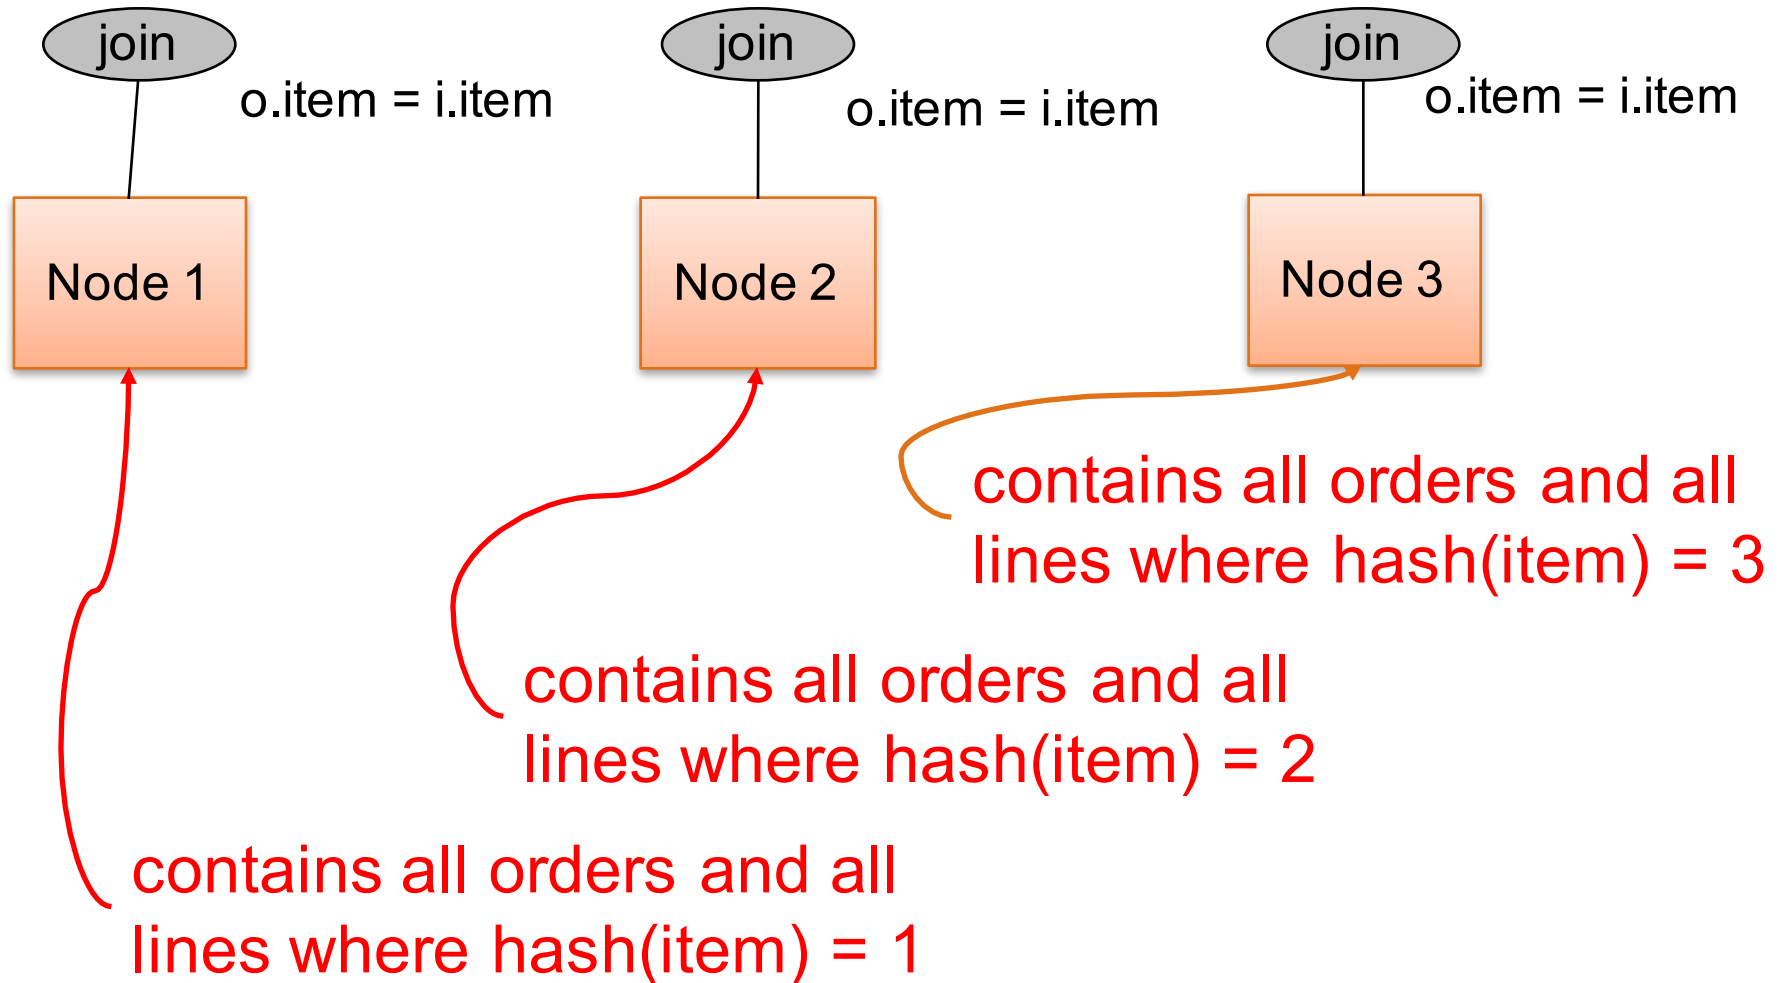 join
join
join
o.item = i.item
o.item = i.item
o.item = i.item
Node 1
Node 2
Node 3
contains all orders and all
lines where hash(item) = 3
contains all orders and all
lines where hash(item) = 2
contains all orders and all
lines where hash(item) = 1